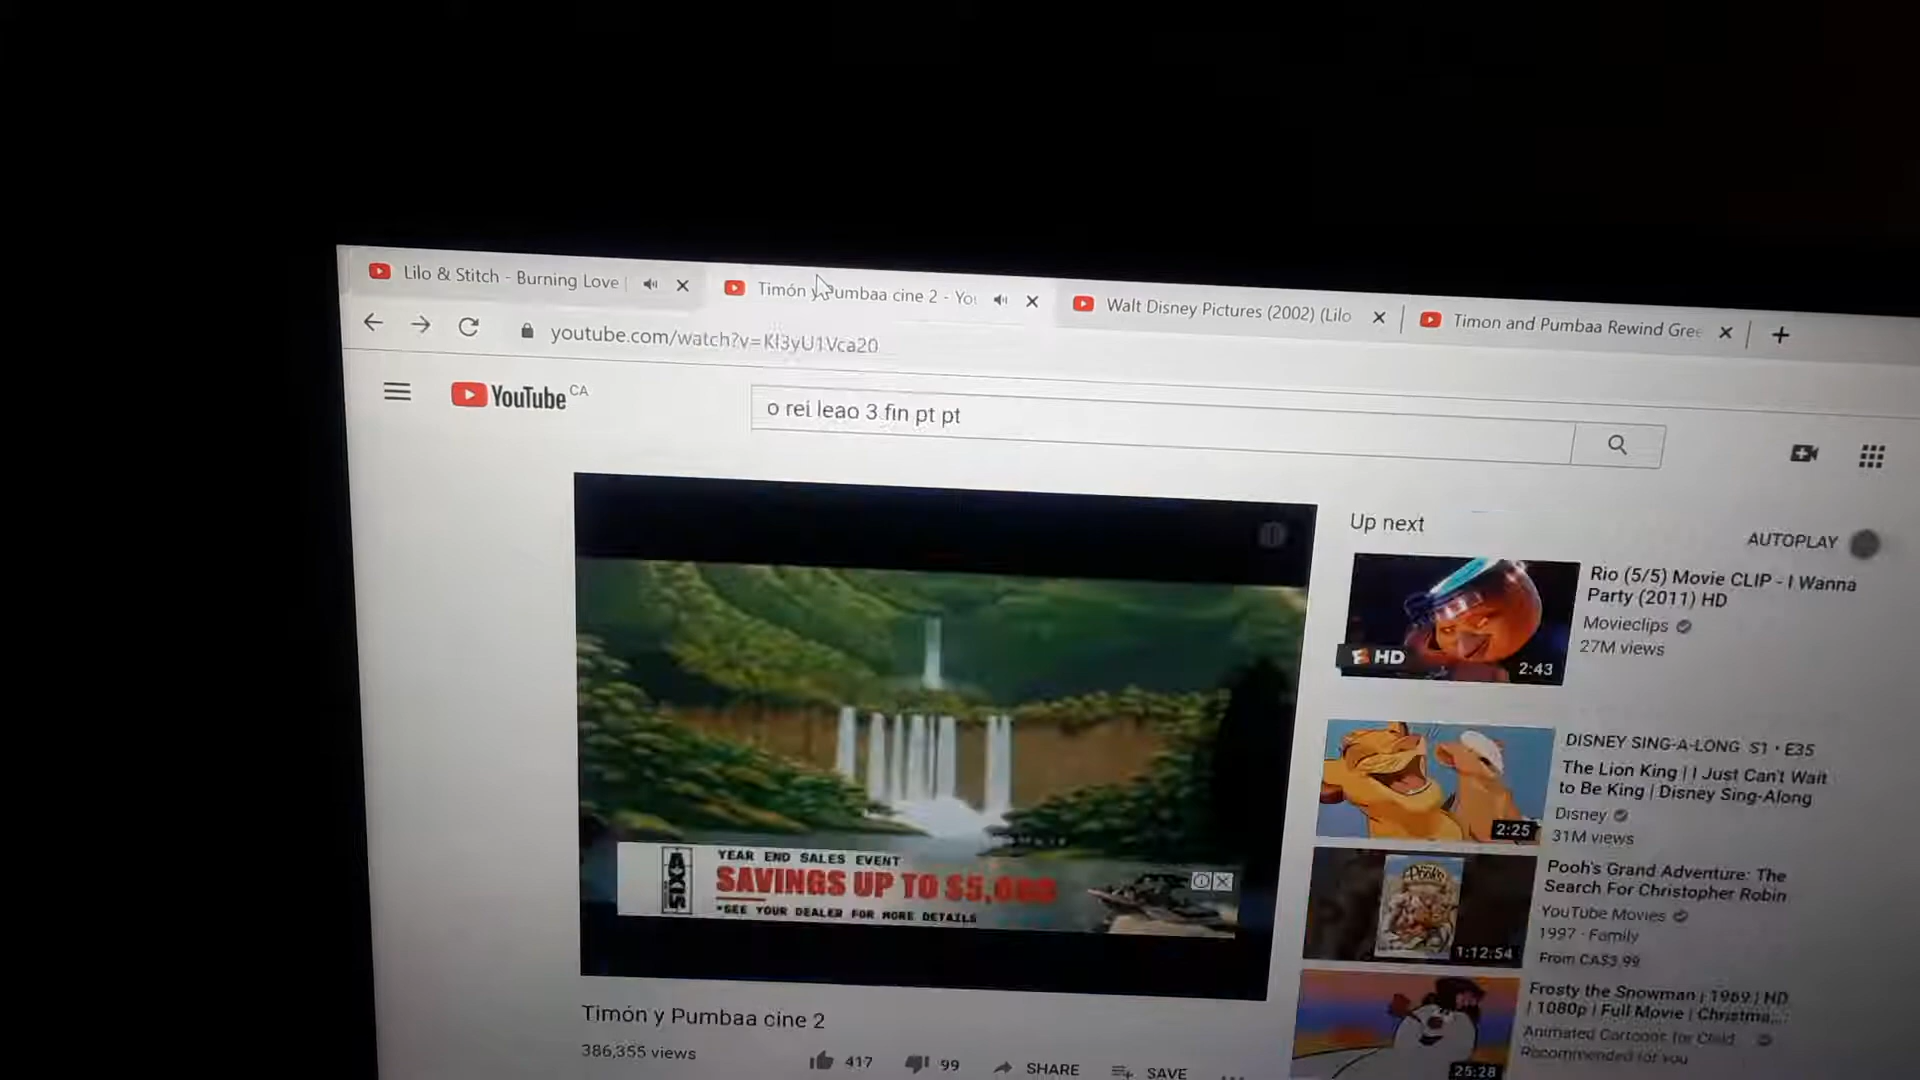 Lilo & Stitch - Burning Love
Timón y Pumbaa cine 2 - You
Walt Disney Pictures (2002) (Lilo
Timon and Pumbaa Rewind Gree
youtube.com/watch?v=Kl3yU1Vca20
YouTube CA
o rei leao 3 fin pt pt
Up next
AUTOPLAY
HD
2:43
Rio (5/5) Movie CLIP - I Wanna
Party (2011) HD
Movieclips
27M views
2:25
DISNEY SING-A-LONG S1 • E35
The Lion King | I Just Can't Wait
to Be King | Disney Sing-Along
Disney
31M views
1:12:54
Pooh's Grand Adventure: The
Search For Christopher Robin
YouTube Movies
1997 · Family
From CA$3.99
25:28
Frosty the Snowman | 1969 | HD
| 1080p | Full Movie | Christma...
Animated Cartoons for Child
Recommended for you
SIXFA
YEAR END SALES EVENT
SAVINGS UP TO $5,000
*SEE YOUR DEALER FOR MORE DETAILS
Timón y Pumbaa cine 2
386,355 views
417
99
SHARE
SAVE